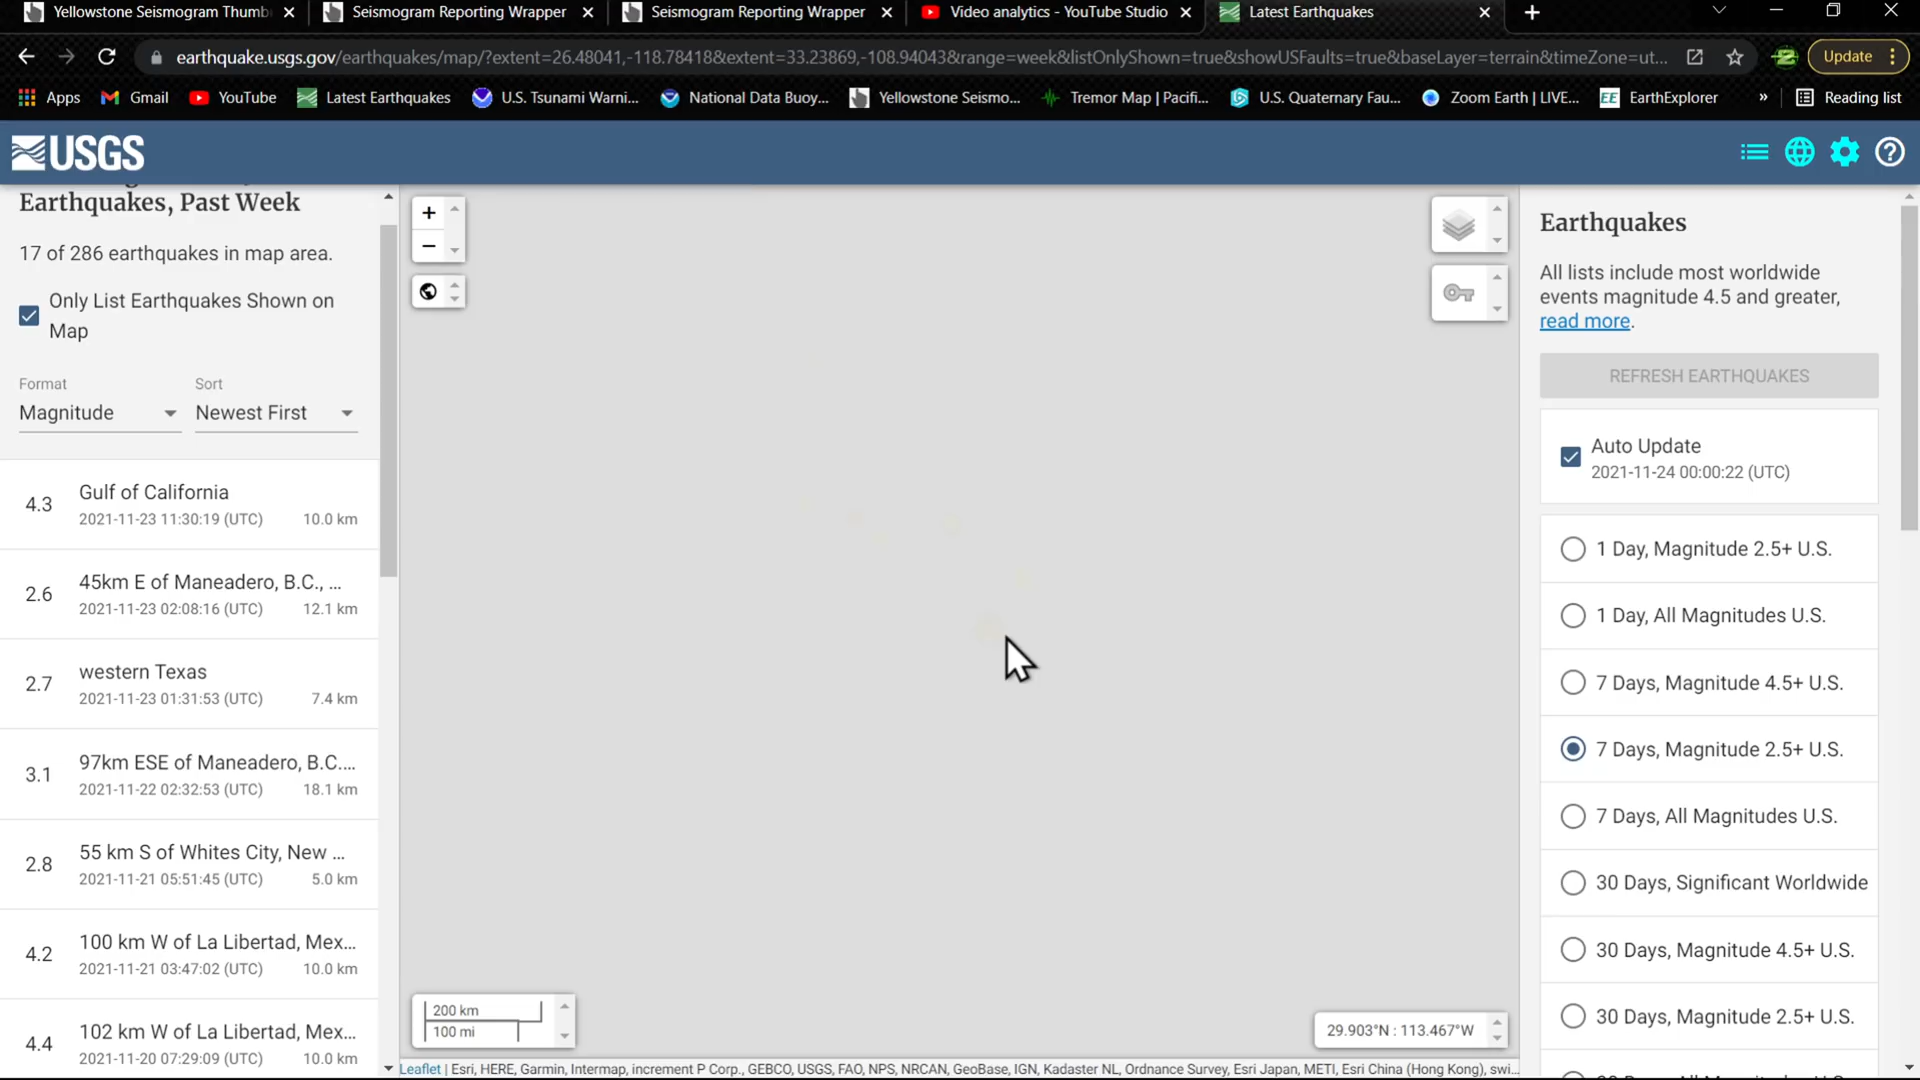 Yellowstone Seismogram Thumb
Seismogram Reporting Wrapper
Seismogram Reporting Wrapper
Video analytics - YouTube Studio
Latest Earthquakes
earthquake.usgs.gov/earthquakes/map/?extent=26.48041,-118.78418&extent=33.23869,-108.94043&range=week&listOnlyShown=true&showUSFaults=true&baseLayer=terrain&timeZone=ut...
Update
Apps
Gmail
YouTube
Latest Earthquakes
U.S. Tsunami Warni...
National Data Buoy...
Yellowstone Seismo...
Tremor Map | Pacifi...
U.S. Quaternary Fau...
Zoom Earth | LIVE...
EE EarthExplorer
»
Reading list
USGS
Earthquakes, Past Week
17 of 286 earthquakes in map area.
Only List Earthquakes Shown on
Map
Format
Magnitude
Sort
Newest First
4.3
Gulf of California
2021-11-23 11:30:19 (UTC) 10.0 km
2.6
45km E of Maneadero, B.C., ...
2021-11-23 02:08:16 (UTC) 12.1 km
2.7
western Texas
2021-11-23 01:31:53 (UTC) 7.4 km
3.1
97km ESE of Maneadero, B.C....
2021-11-22 02:32:53 (UTC) 18.1 km
2.8
55 km S of Whites City, New ...
2021-11-21 05:51:45 (UTC) 5.0 km
4.2
100 km W of La Libertad, Mex...
2021-11-21 03:47:02 (UTC) 10.0 km
4.4
102 km W of La Libertad, Mex...
2021-11-20 07:29:09 (UTC) 10.0 km
+
−
200 km
100 mi
29.903°N : 113.467°W
Leaflet | Esri, HERE, Garmin, Intermap, increment P Corp., GEBCO, USGS, FAO, NPS, NRCAN, GeoBase, IGN, Kadaster NL, Ordnance Survey, Esri Japan, METI, Esri China (Hong Kong), swi...
Earthquakes
All lists include most worldwide
events magnitude 4.5 and greater,
read more.
REFRESH EARTHQUAKES
Auto Update
2021-11-24 00:00:22 (UTC)
1 Day, Magnitude 2.5+ U.S.
1 Day, All Magnitudes U.S.
7 Days, Magnitude 4.5+ U.S.
7 Days, Magnitude 2.5+ U.S.
7 Days, All Magnitudes U.S.
30 Days, Significant Worldwide
30 Days, Magnitude 4.5+ U.S.
30 Days, Magnitude 2.5+ U.S.